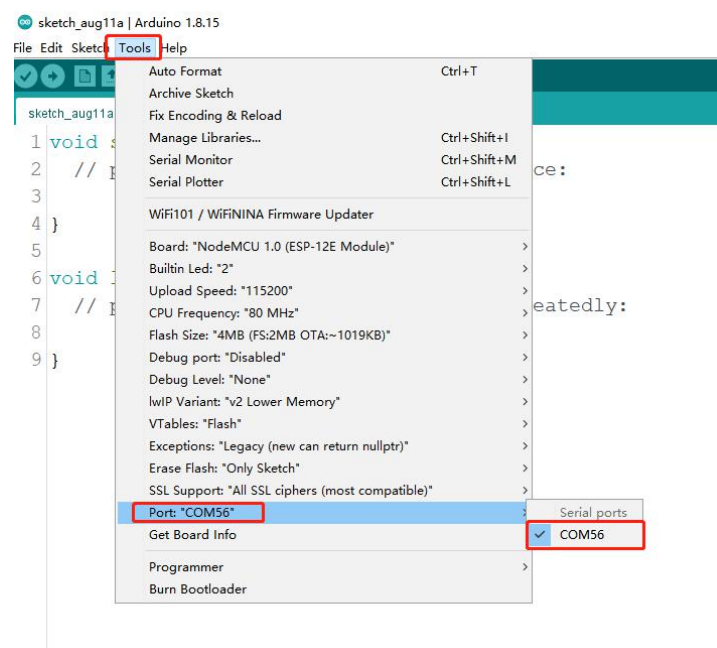 sketch_aug11a | Arduino 1.8.15
File Edit Sketch Tools Help
Auto Format Ctrl+T
Archive Sketch
Fix Encoding & Reload
Manage Libraries... Ctrl+Shift+I
Serial Monitor Ctrl+Shift+M
Serial Plotter Ctrl+Shift+L
WiFi101 / WiFiNINA Firmware Updater
Board: "NodeMCU 1.0 (ESP-12E Module)"
Builtin Led: "2"
Upload Speed: "115200"
CPU Frequency: "80 MHz"
Flash Size: "4MB (FS:2MB OTA:~1019KB)"
Debug port: "Disabled"
Debug Level: "None"
lwIP Variant: "v2 Lower Memory"
VTables: "Flash"
Exceptions: "Legacy (new can return nullptr)"
Erase Flash: "Only Sketch"
SSL Support: "All SSL ciphers (most compatible)"
Port: "COM56"
Get Board Info
Programmer
Burn Bootloader
Serial ports
COM56
sketch_aug11a
1 void
2 // ce:
3
4 }
5
6 void
7 // eatedly:
8
9 }